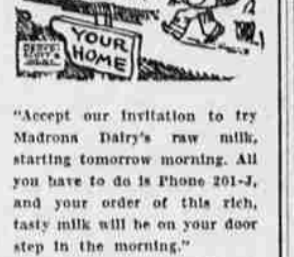 YOUR
HOME
"Accept our invitation to try
Madrona Dairy's raw milk,
starting tomorrow morning. All
you have to do is Phone 201-J,
and your order of this rich,
tasty milk will be on your door
step in the morning."